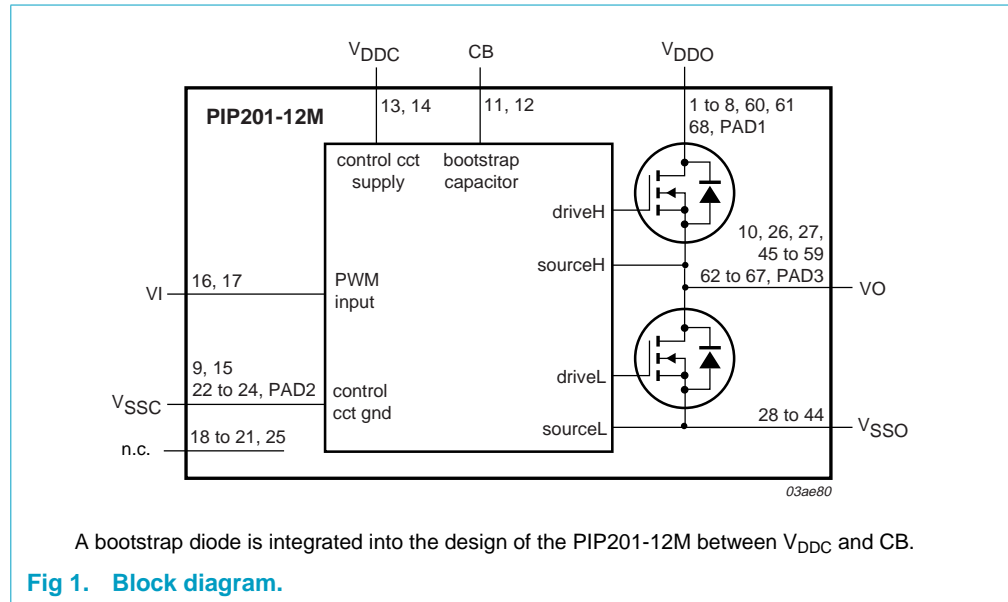 VDDC CB VDDO
PIP201-12M
13, 14
11, 12
1 to 8, 60, 61
68, PAD1
control cct
supply
bootstrap
capacitor
driveH
10, 26, 27,
45 to 59
62 to 67, PAD3
sourceH
VI
16, 17
PWM
input
VO
9, 15
22 to 24, PAD2
VSSC
control
cct gnd
driveL
28 to 44
sourceL
VSSO
n.c.
18 to 21, 25
03ae80
A bootstrap diode is integrated into the design of the PIP201-12M between VDDC and CB.
Fig 1. Block diagram.